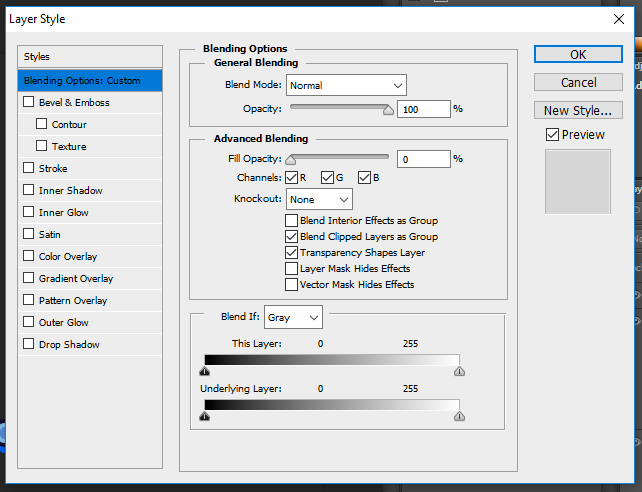 Layer Style
Styles
Blending Options: Custom
Bevel & Emboss
Contour
Texture
Stroke
Inner Shadow
Inner Glow
Satin
Color Overlay
Gradient Overlay
Pattern Overlay
Outer Glow
Drop Shadow
Blending Options
General Blending
Blend Mode: Normal
Opacity: 100 %
Advanced Blending
Fill Opacity: 0 %
Channels: R G B
Knockout: None
Blend Interior Effects as Group
Blend Clipped Layers as Group
Transparency Shapes Layer
Layer Mask Hides Effects
Vector Mask Hides Effects
Blend If: Gray
This Layer: 0 255
Underlying Layer: 0 255
OK
Cancel
New Style...
Preview